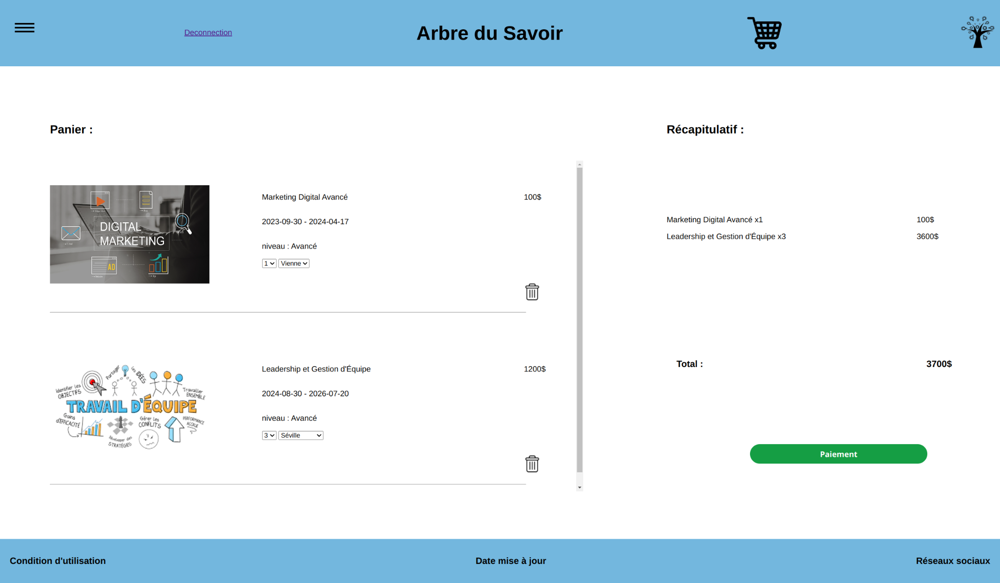 Deconnection
Arbre du Savoir
Panier :
Récapitulatif :
DIGITAL
MARKETING
AD
Marketing Digital Avancé
100$
2023-09-30 - 2024-04-17
niveau : Avancé
1
Vienne
Marketing Digital Avancé x1
100$
Leadership et Gestion d'Équipe x3
3600$
Partager
les IDÉES
Identifier les
OBJECTIFS
Travailler
ENSEMBLE
TRAVAIL D'ÉQUIPE
Gains
d'EFFICACITÉ
Gérer les
CONFLITS
PERFORMANCE
ACCRUE
Développer des
STRATÉGIES
Leadership et Gestion d'Équipe
1200$
2024-08-30 - 2026-07-20
niveau : Avancé
3
Séville
Total :
3700$
Paiement
Condition d'utilisation
Date mise à jour
Réseaux sociaux